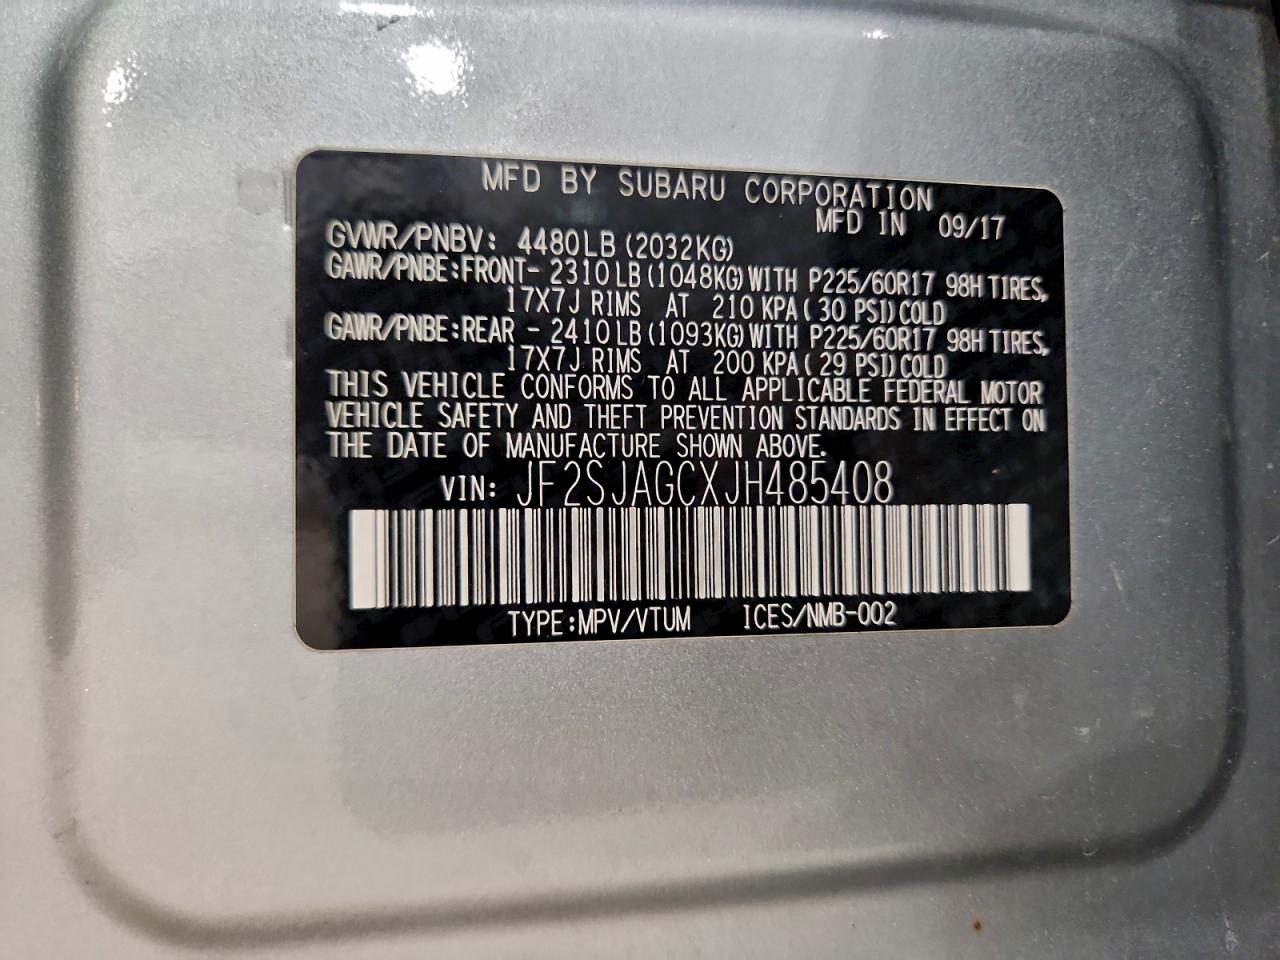 MFD BY SUBARU CORPORATION
MFD IN 09/17
GVWR/PNBV: 4480LB (2032KG)
GAWR/PNBE:FRONT- 2310LB(1048KG)WITH P225/60R17 98H TIRES,
17X7J RIMS AT 210 KPA(30 PSI)COLD
GAWR/PNBE:REAR - 2410LB(1093KG)WITH P225/60R17 98H TIRES,
17X7J RIMS AT 200 KPA(29 PSI)COLD
THIS VEHICLE CONFORMS TO ALL APPLICABLE FEDERAL MOTOR
VEHICLE SAFETY AND THEFT PREVENTION STANDARDS IN EFFECT ON
THE DATE OF MANUFACTURE SHOWN ABOVE.
VIN: JF2SJAGCXJH485408
TYPE:MPV/VTUM ICES/NMB-002